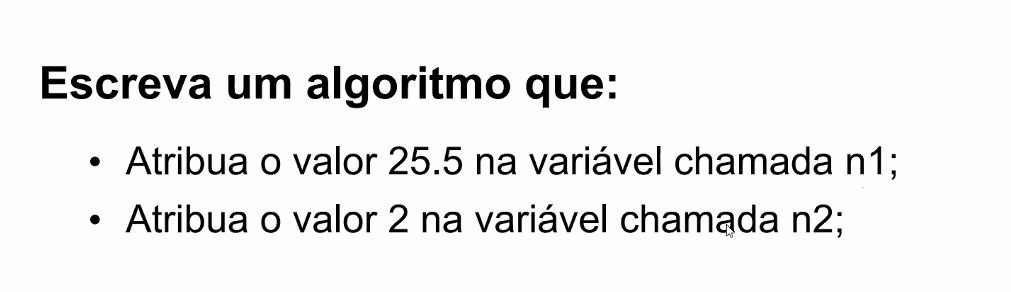 Escreva um algoritmo que:
• Atribua o valor 25.5 na variável chamada n1;
• Atribua o valor 2 na variável chamada n2;